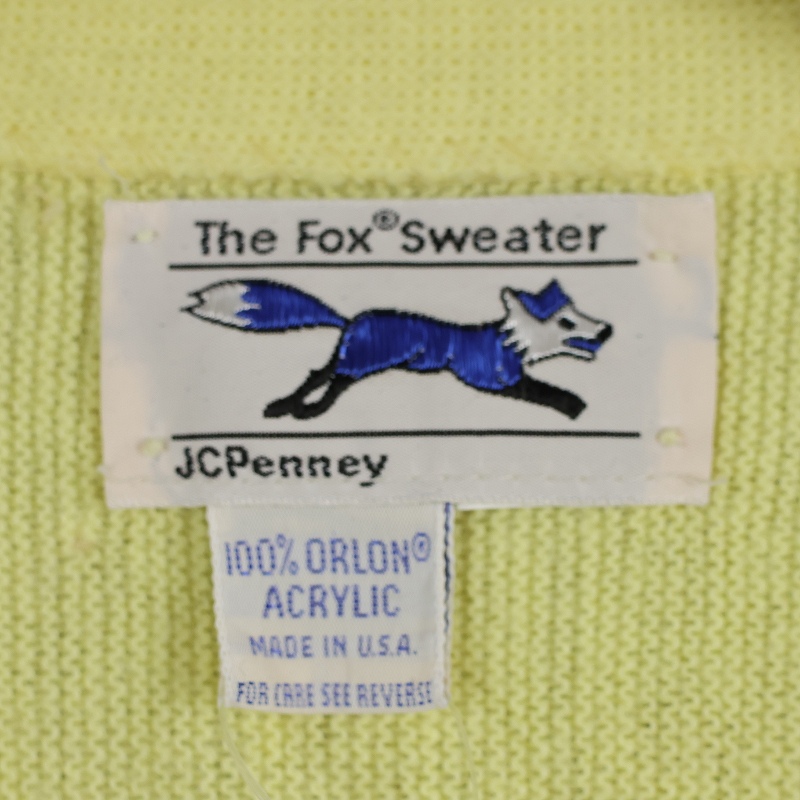 The Fox® Sweater
JCPenney
100% ORLON®
ACRYLIC
MADE IN U.S.A.
FOR CARE SEE REVERSE